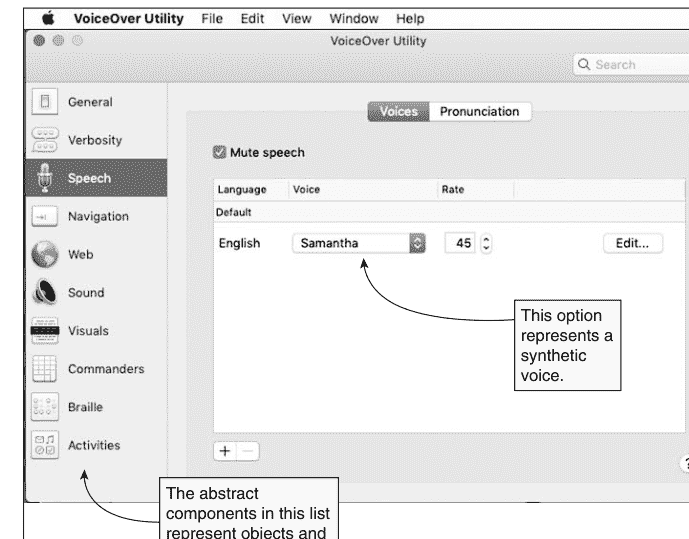 VoiceOver Utility File Edit View Window Help
VoiceOver Utility
Search
General
Verbosity
Speech
Navigation
Web
Sound
Visuals
Commanders
Braille
Activities
Voices Pronunciation
Mute speech
Language Voice Rate
Default
English Samantha 45 Edit...
This option
represents a
synthetic
voice.
+ −
?
The abstract
components in this list
represent objects and